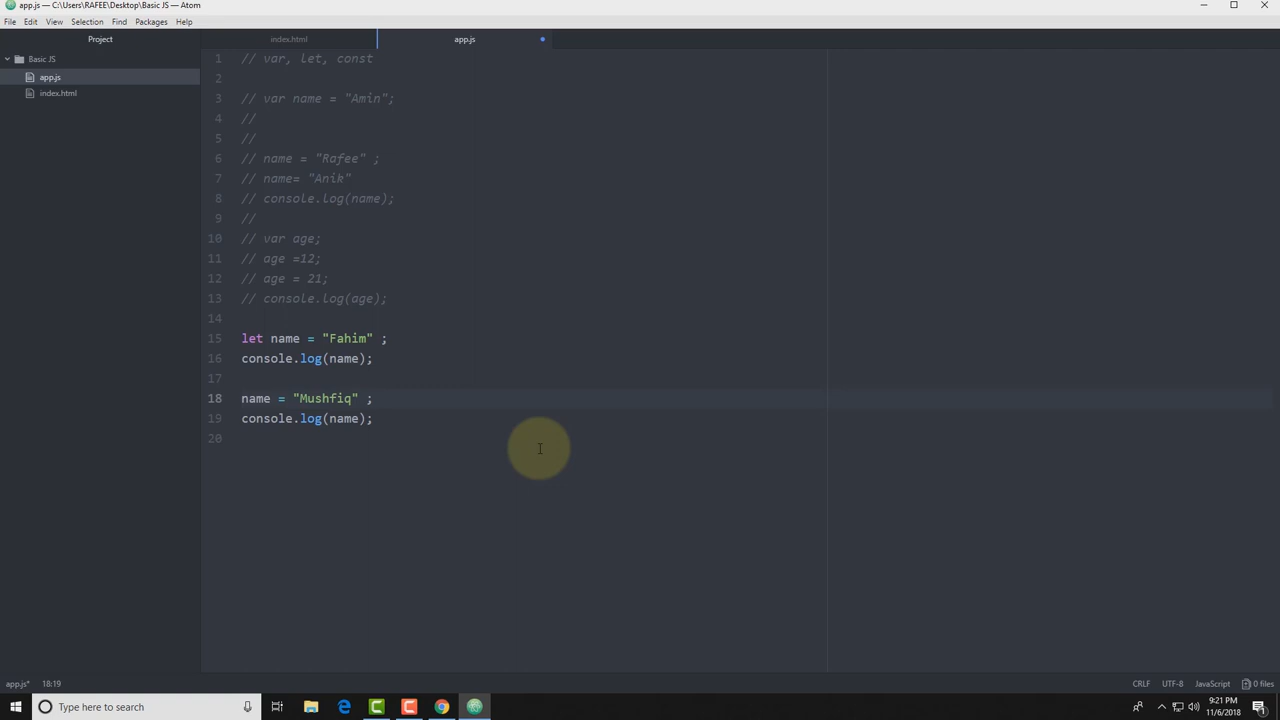 app.js — C:\Users\RAFEE\Desktop\Basic JS — Atom
File Edit View Selection Find Packages Help
Project
index.html
app.js
Basic JS
app.js
index.html
1 // var, let, const
2
3 // var name = "Amin";
4 //
5 //
6 // name = "Rafee" ;
7 // name= "Anik"
8 // console.log(name);
9 //
10 // var age;
11 // age =12;
12 // age = 21;
13 // console.log(age);
14
15 let name = "Fahim" ;
16 console.log(name);
17
18 name = "Mushfiq" ;
19 console.log(name);
20
app.js* 18:19 CRLF UTF-8 JavaScript 0 files
Type here to search
9:21 PM
11/6/2018
1